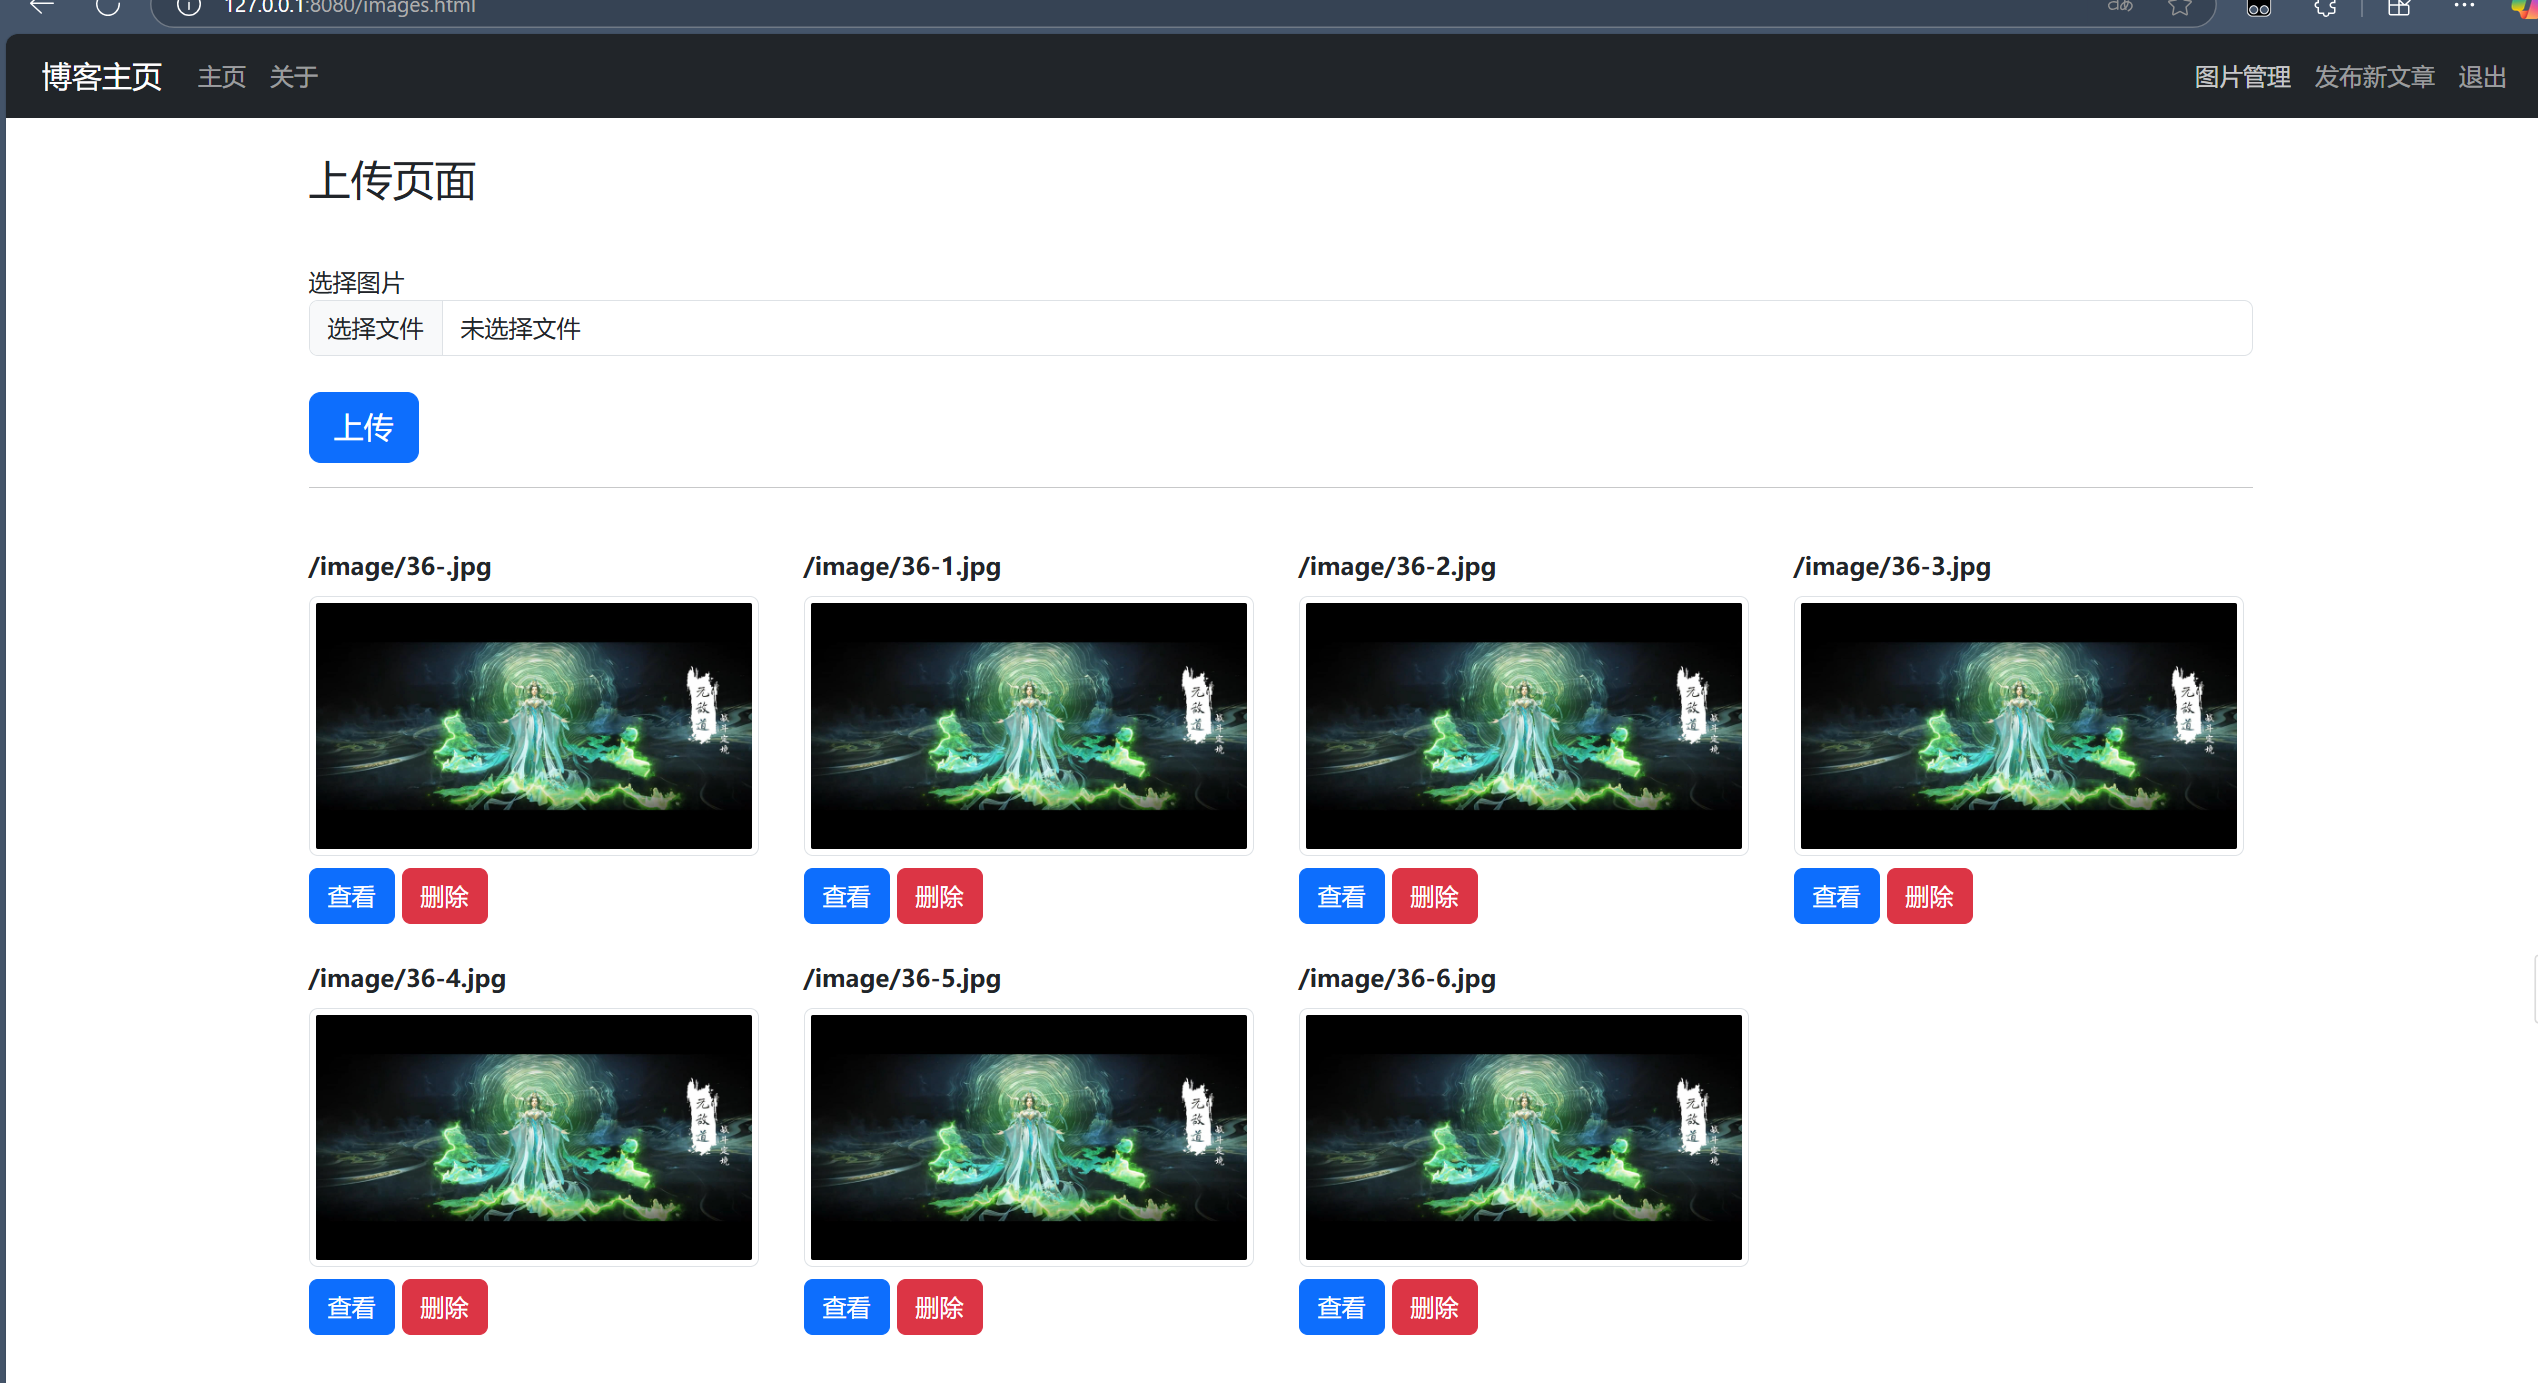 127.0.0.1:8080/images.html
博客主页 主页 关于 图片管理 发布新文章 退出
上传页面
选择图片
选择文件 未选择文件
上传
/image/36-.jpg /image/36-1.jpg /image/36-2.jpg /image/36-3.jpg
查看 删除 查看 删除 查看 删除 查看 删除
/image/36-4.jpg /image/36-5.jpg /image/36-6.jpg
查看 删除 查看 删除 查看 删除